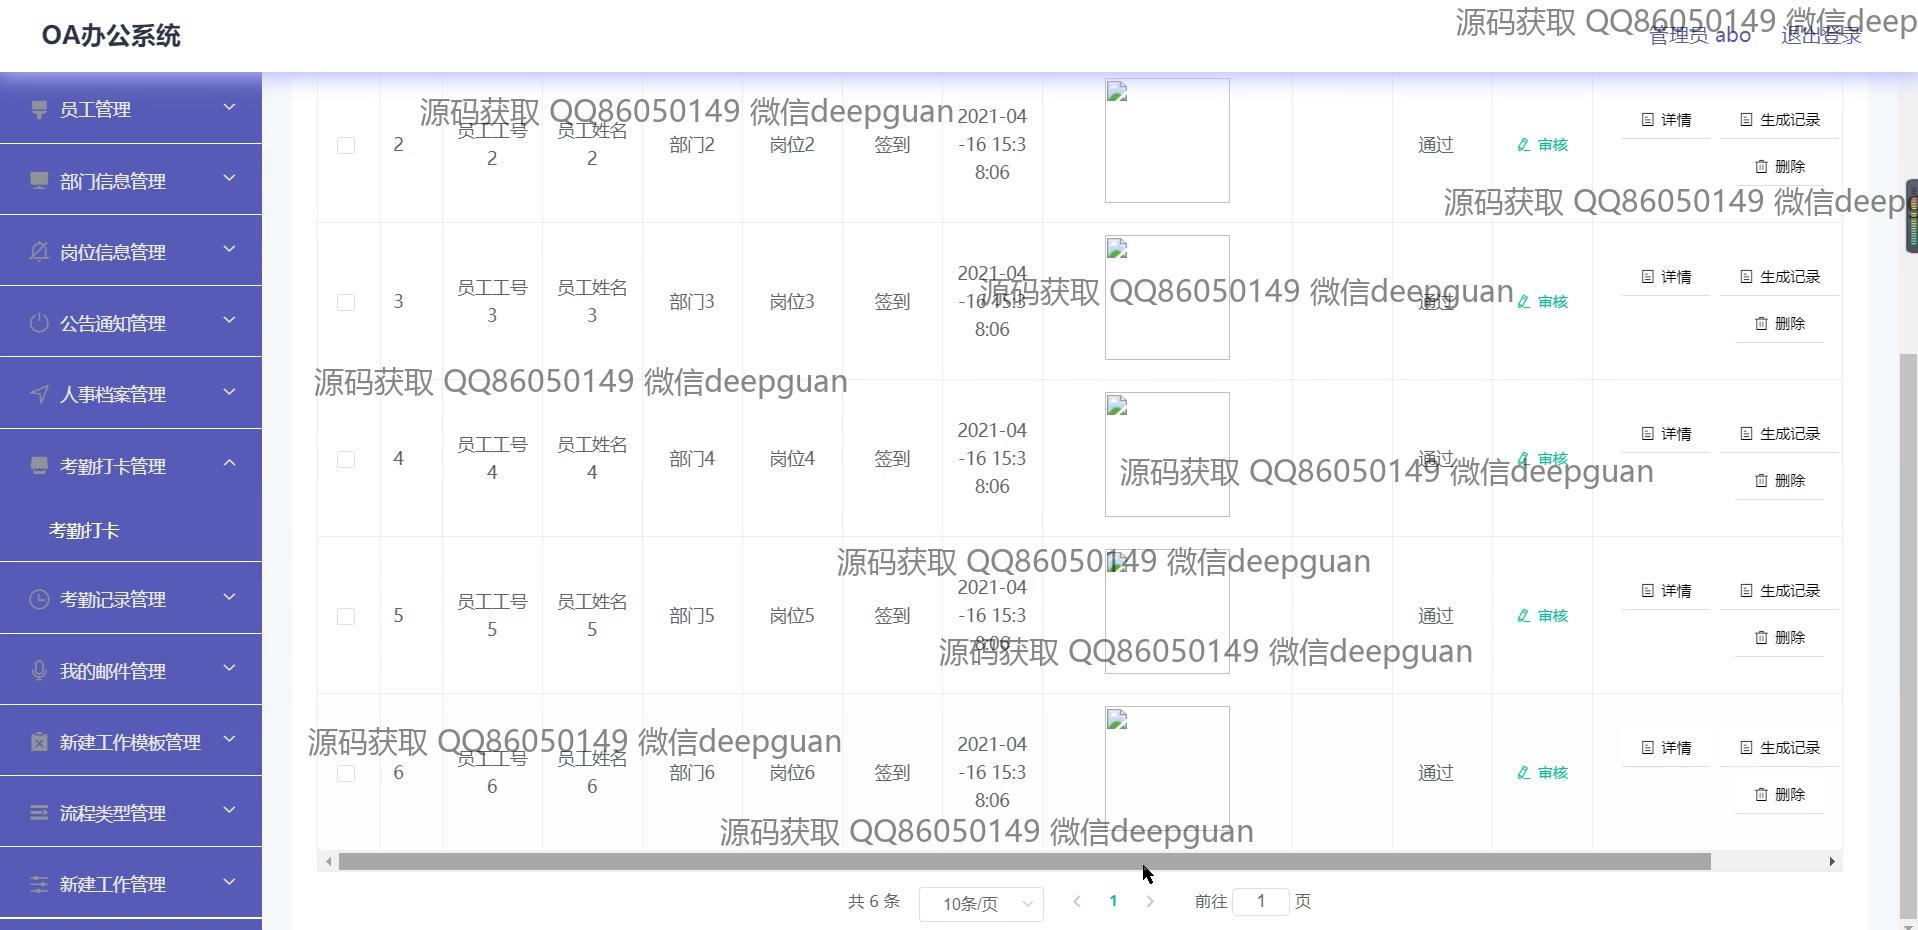 OA办公系统
源码获取 QQ86050149 微信deep
管理员 abo
退出登录
员工管理
部门信息管理
岗位信息管理
公告通知管理
人事档案管理
考勤打卡管理
考勤打卡
考勤记录管理
我的邮件管理
新建工作模板管理
流程类型管理
新建工作管理
源码获取 QQ86050149 微信deepguan
2
员工工号
2
员工姓名
2
部门2
岗位2
签到
2021-04
-16 15:3
8:06
通过
审核
详情
生成记录
删除
源码获取 QQ86050149 微信deep
3
员工工号
3
员工姓名
3
部门3
岗位3
签到
2021-04
-16 15:3
8:06
源码获取 QQ86050149 微信deepguan
通过
审核
详情
生成记录
删除
源码获取 QQ86050149 微信deepguan
4
员工工号
4
员工姓名
4
部门4
岗位4
签到
2021-04
-16 15:3
8:06
源码获取 QQ86050149 微信deepguan
通过
审核
详情
生成记录
删除
源码获取 QQ86050149 微信deepguan
5
员工工号
5
员工姓名
5
部门5
岗位5
签到
2021-04
-16 15:3
8:06
通过
审核
详情
生成记录
删除
源码获取 QQ86050149 微信deepguan
源码获取 QQ86050149 微信deepguan
6
员工工号
6
员工姓名
6
部门6
岗位6
签到
2021-04
-16 15:3
8:06
通过
审核
详情
生成记录
删除
源码获取 QQ86050149 微信deepguan
共 6 条
10条/页
1
前往 1 页